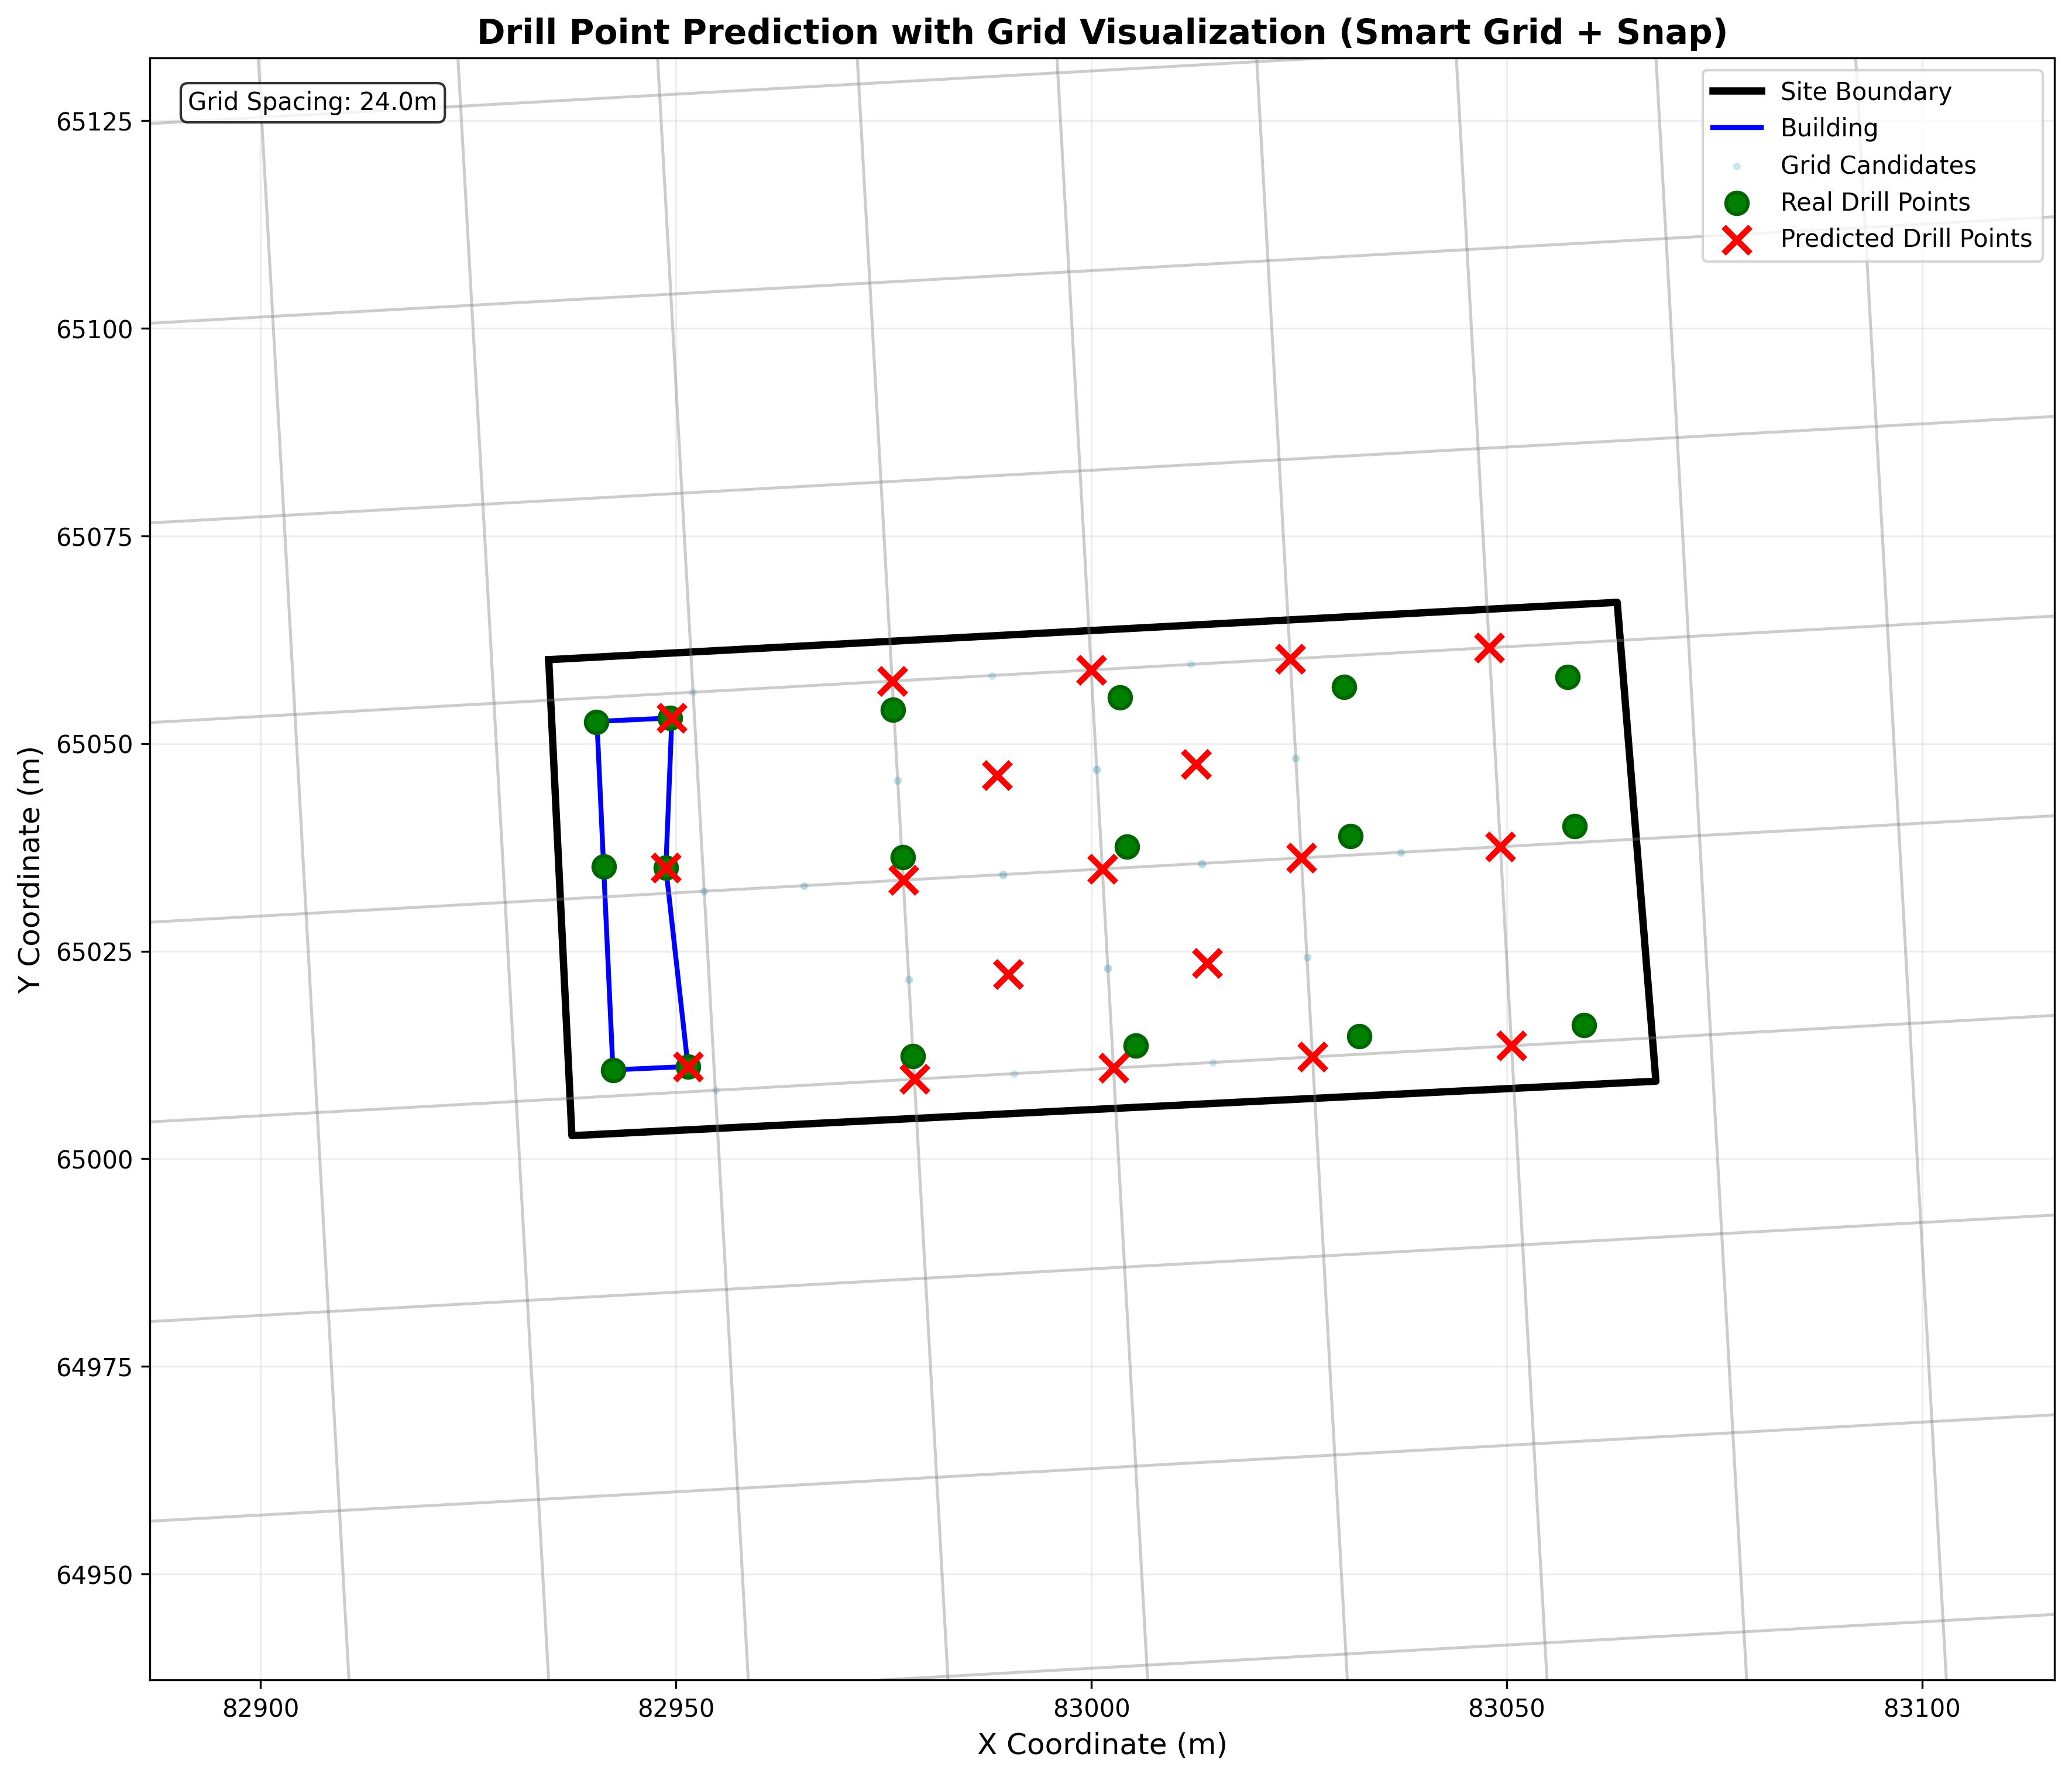 Drill Point Prediction with Grid Visualization (Smart Grid + Snap)
Grid Spacing: 24.0m
Site Boundary
Building
Grid Candidates
Real Drill Points
Predicted Drill Points
Y Coordinate (m)
65125
65100
65075
65050
65025
65000
64975
64950
82900
82950
83000
83050
83100
X Coordinate (m)